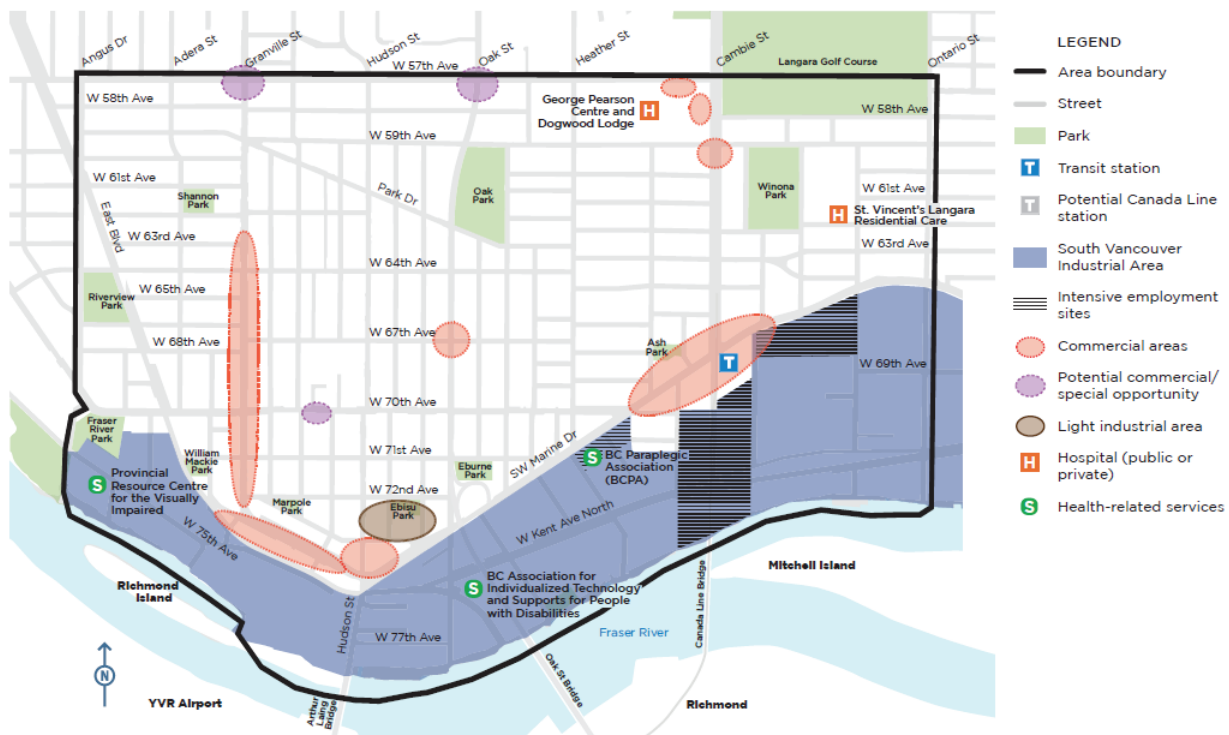 Angus Dr
Adera St
Granville St
Hudson St
Oak St
Heather St
Cambie St
Ontario St
W 57th Ave
Langara Golf Course
W 58th Ave
George Pearson
Centre and
Dogwood Lodge
H
W 58th Ave
W 59th Ave
W 61st Ave
Shannon
Park
Park Dr
Oak
Park
Winona
Park
W 61st Ave
H
St. Vincent's Langara
Residential Care
East Blvd
W 63rd Ave
W 63rd Ave
W 64th Ave
Riverview
Park
W 65th Ave
W 67th Ave
W 68th Ave
Ash
Park
T
W 69th Ave
W 70th Ave
Fraser
River
Park
William
Mackie
Park
W 71st Ave
SW Marine Dr
S
BC Paraplegic
Association
(BCPA)
S
Provincial
Resource Centre
for the Visually
Impaired
Eburne
Park
W 72nd Ave
Marpole
Park
Ebisu
Park
W 75th Ave
W Kent Ave North
Richmond
Island
S
BC Association for
Individualized Technology
and Supports for People
with Disabilities
Mitchell Island
Hudson St
W 77th Ave
Fraser River
Canada Line Bridge
Oak St Bridge
Arthur
Laing
Bridge
N
YVR Airport
Richmond
LEGEND
Area boundary
Street
Park
T
Transit station
T
Potential Canada Line
station
South Vancouver
Industrial Area
Intensive employment
sites
Commercial areas
Potential commercial/
special opportunity
Light industrial area
H
Hospital (public or
private)
S
Health-related services